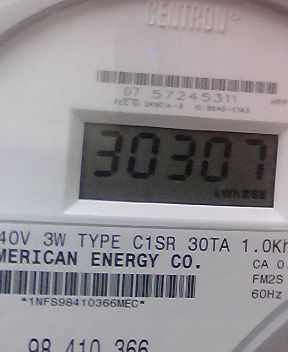 CENTRON®
07 57245311
30307
kWh
40V 3W TYPE C1SR 30TA 1.0Kh
MERICAN ENERGY CO.
CA 0.
FM2S
60Hz
*1NFS98410366MEC*
98 410 366